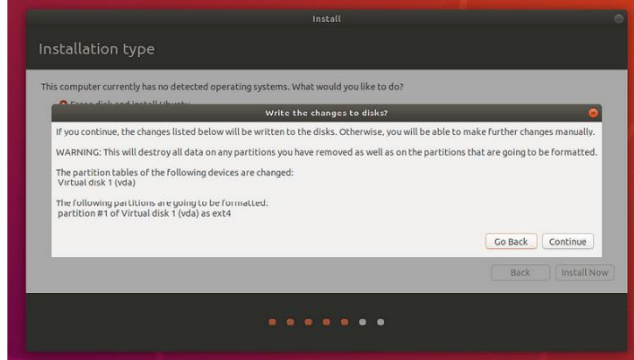 Install
Installation type
This computer currently has no detected operating systems. What would you like to do?
Erase disk and install Ubuntu
Write the changes to disks?
If you continue, the changes listed below will be written to the disks. Otherwise, you will be able to make further changes manually.
WARNING: This will destroy all data on any partitions you have removed as well as on the partitions that are going to be formatted.
The partition tables of the following devices are changed:
Virtual disk 1 (vda)
The following partitions are going to be formatted:
partition #1 of Virtual disk 1 (vda) as ext4
Go Back Continue
Back Install Now